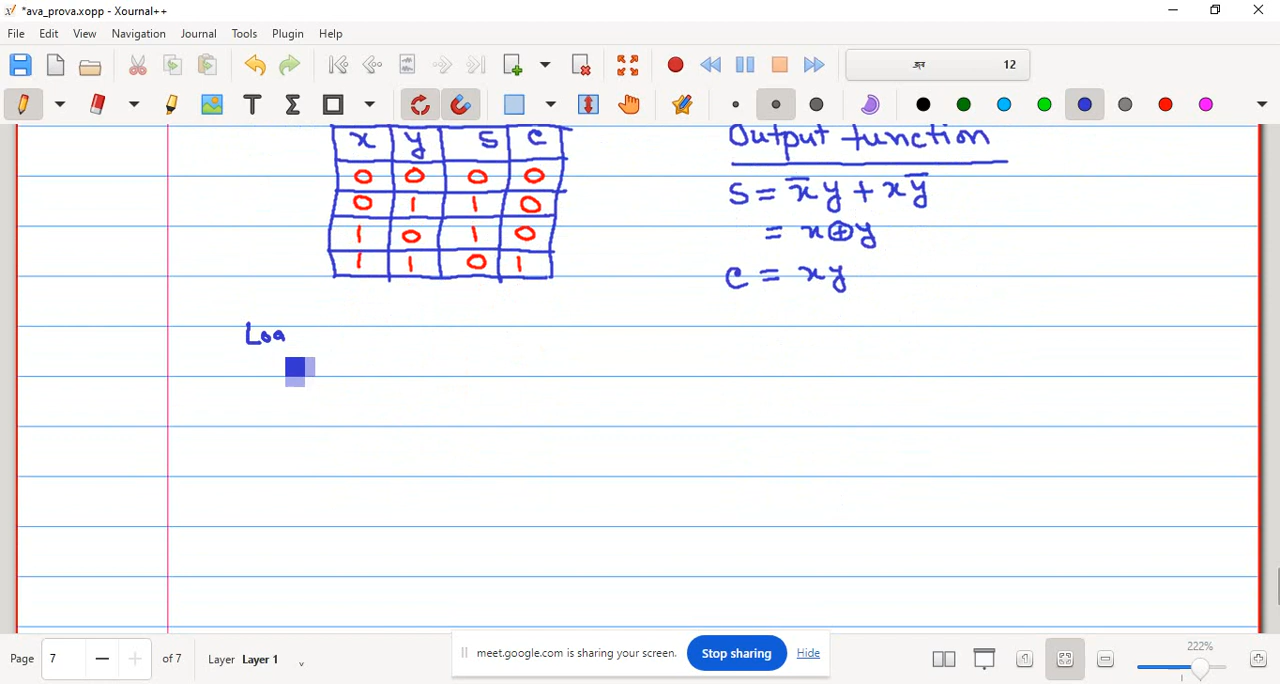 *ava_prova.xopp - Xournal++
File Edit View Navigation Journal Tools Plugin Help
জব 12
x y S C
0 0 0 0
0 1 1 0
1 0 1 0
1 1 0 1
Output function
S = x̅y + xy̅
= x⊕y
C = xy
Loa
Page 7 of 7 Layer Layer 1
meet.google.com is sharing your screen. Stop sharing Hide
222%